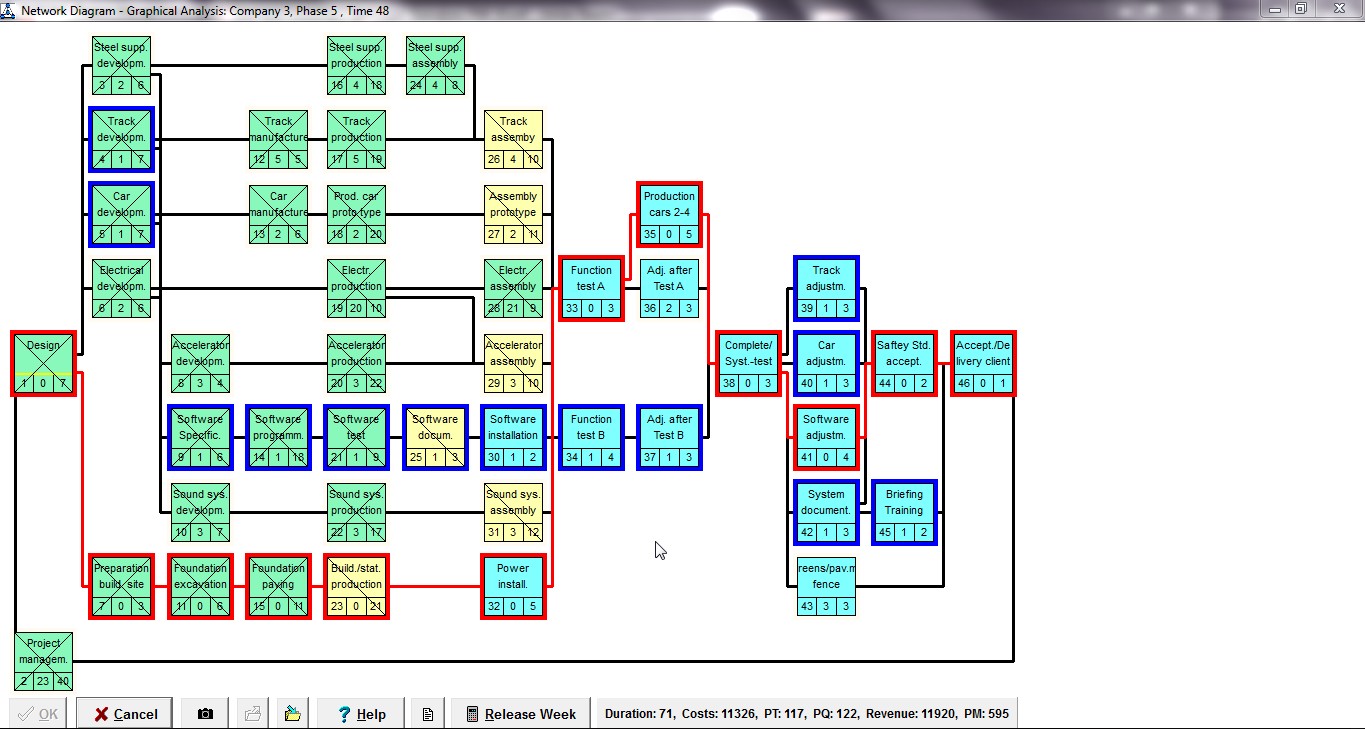 Network Diagram - Graphical Analysis: Company 3, Phase 5 , Time 48
Steel supp.
developm.
3 2 6
Steel supp.
production
16 4 18
Steel supp.
assembly
24 4 8
Track
developm.
4 1 7
Track
manufacture
12 5 5
Track
production
17 5 19
Track
assemby
26 4 10
Car
developm.
5 1 7
Car
manufacture
13 2 6
Prod. car
proto.type
18 2 20
Assembly
prototype
27 2 11
Production
cars 2-4
35 0 5
Electrical
developm.
6 2 6
Electr.
production
19 20 10
Electr.
assembly
28 21 9
Function
test A
33 0 3
Adj. after
Test A
36 2 3
Track
adjustm.
39 1 3
Design
1 0 7
Accelerator
developm.
8 3 4
Accelerator
production
20 3 22
Accelerator
assembly
29 3 10
Complete/
Syst.-test
38 0 3
Car
adjustm.
40 1 3
Saftey Std.
accept.
44 0 2
Accept./De
livery client
46 0 1
Software
Specific.
9 1 6
Software
programm.
14 1 18
Software
test
21 1 9
Software
docum.
25 1 3
Software
installation
30 1 2
Function
test B
34 1 4
Adj. after
Test B
37 1 3
Software
adjustm.
41 0 4
Sound sys.
developm.
10 3 7
Sound sys.
production
22 3 17
Sound sys.
assembly
31 3 12
System
document.
42 1 3
Briefing
Training
45 1 2
Preparation
build. site
7 0 3
Foundation
excavation
11 0 6
Foundation
paving
15 0 11
Build./stat.
production
23 0 21
Power
install.
32 0 5
reens/pav.m
fence
43 3 3
Project
managem.
2 23 40
OK Cancel Help Release Week Duration: 71, Costs: 11326, PT: 117, PQ: 122, Revenue: 11920, PM: 595